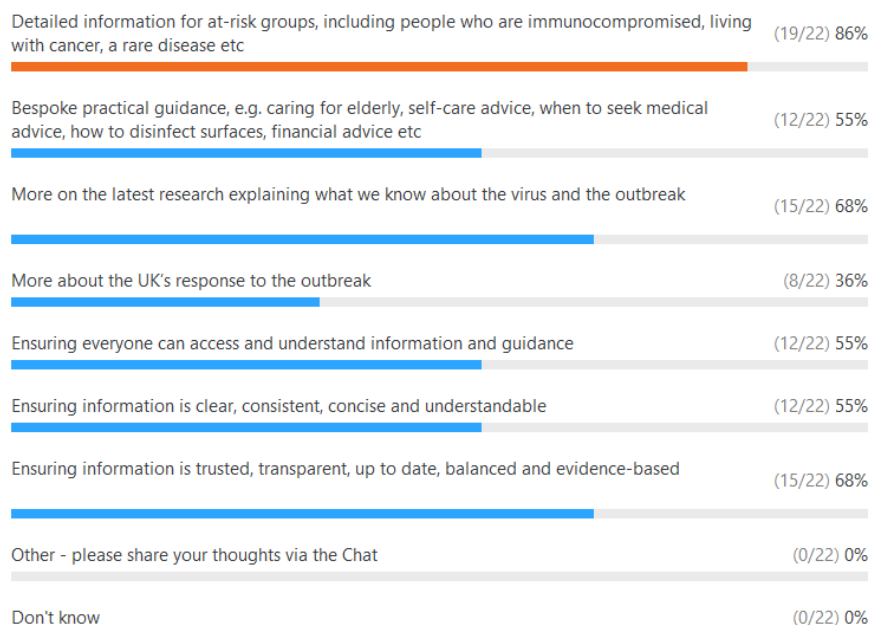 Detailed information for at-risk groups, including people who are immunocompromised, living
with cancer, a rare disease etc
(19/22) 86%
Bespoke practical guidance, e.g. caring for elderly, self-care advice, when to seek medical
advice, how to disinfect surfaces, financial advice etc
(12/22) 55%
More on the latest research explaining what we know about the virus and the outbreak
(15/22) 68%
More about the UK's response to the outbreak
(8/22) 36%
Ensuring everyone can access and understand information and guidance
(12/22) 55%
Ensuring information is clear, consistent, concise and understandable
(12/22) 55%
Ensuring information is trusted, transparent, up to date, balanced and evidence-based
(15/22) 68%
Other - please share your thoughts via the Chat
(0/22) 0%
Don't know
(0/22) 0%